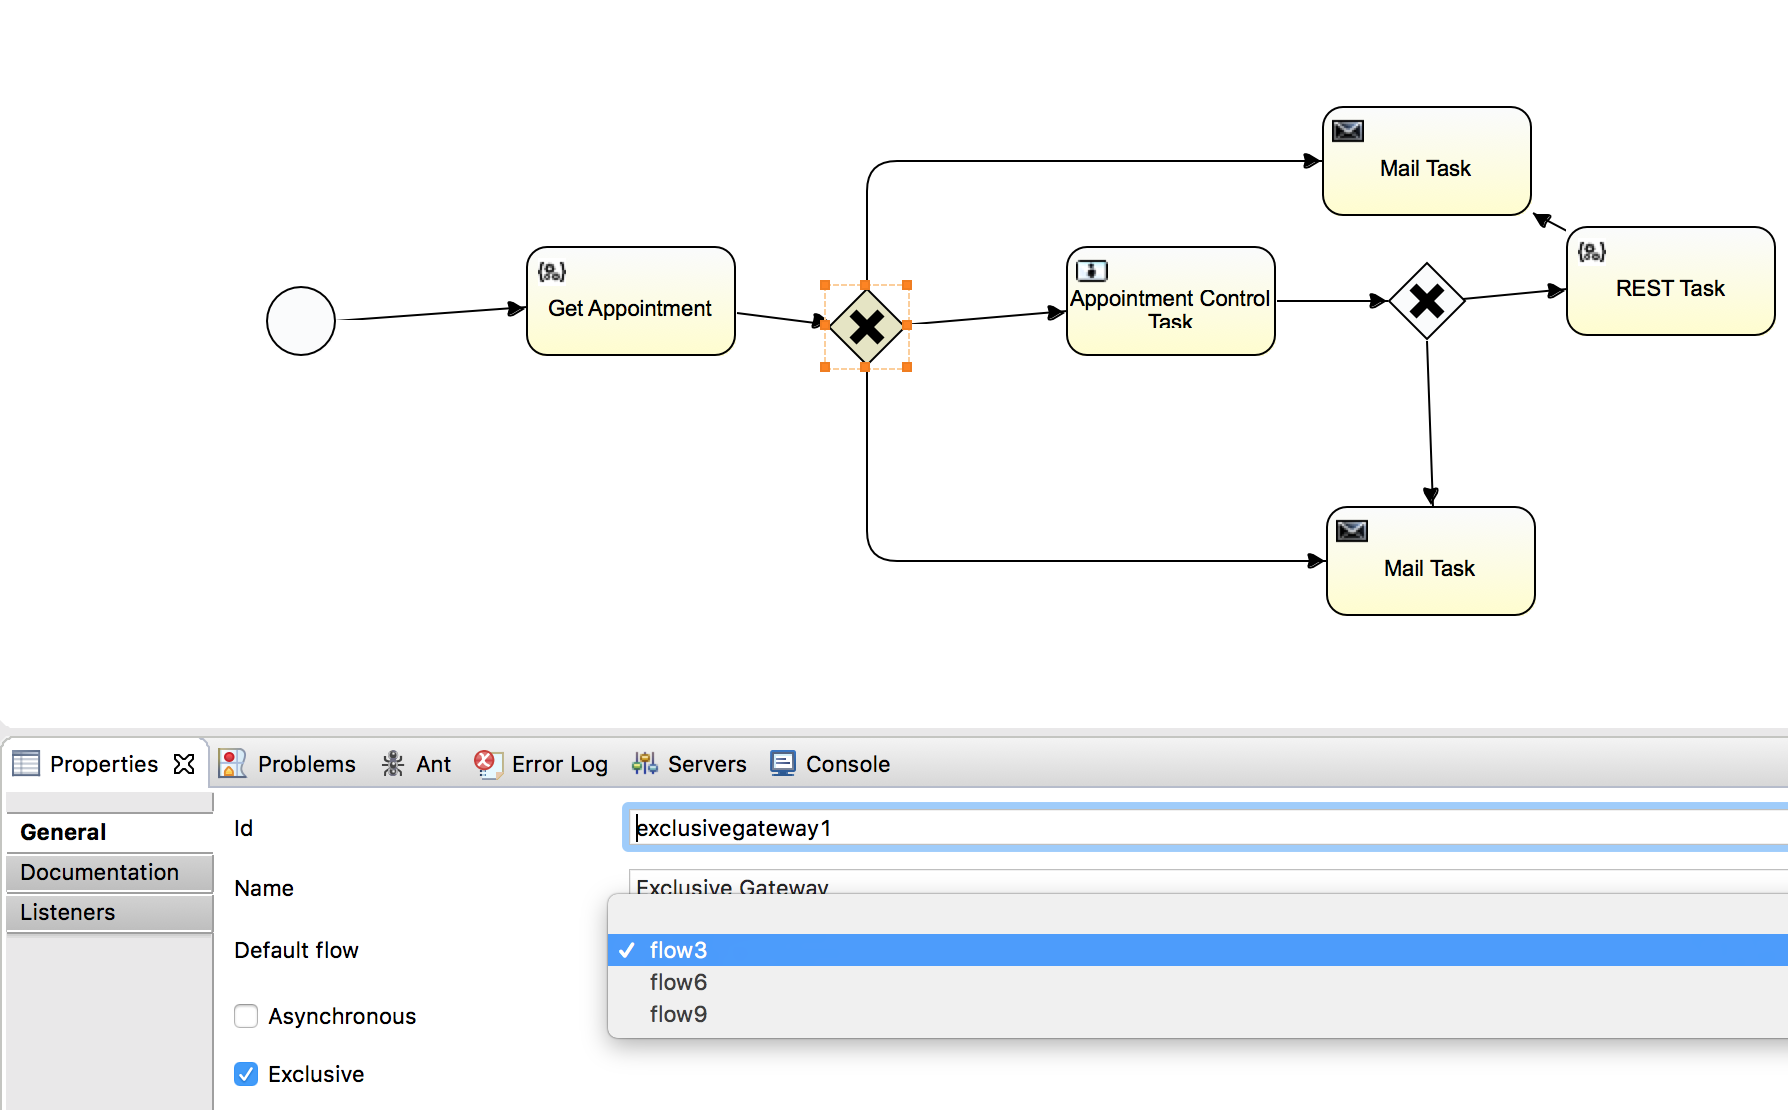 Mail Task
Get Appointment
Appointment Control
Task
REST Task
Mail Task
Properties
Problems
Ant
Error Log
Servers
Console
General
Documentation
Listeners
Id
exclusivegateway1
Name
Exclusive Gateway
Default flow
flow3
flow6
flow9
Asynchronous
Exclusive